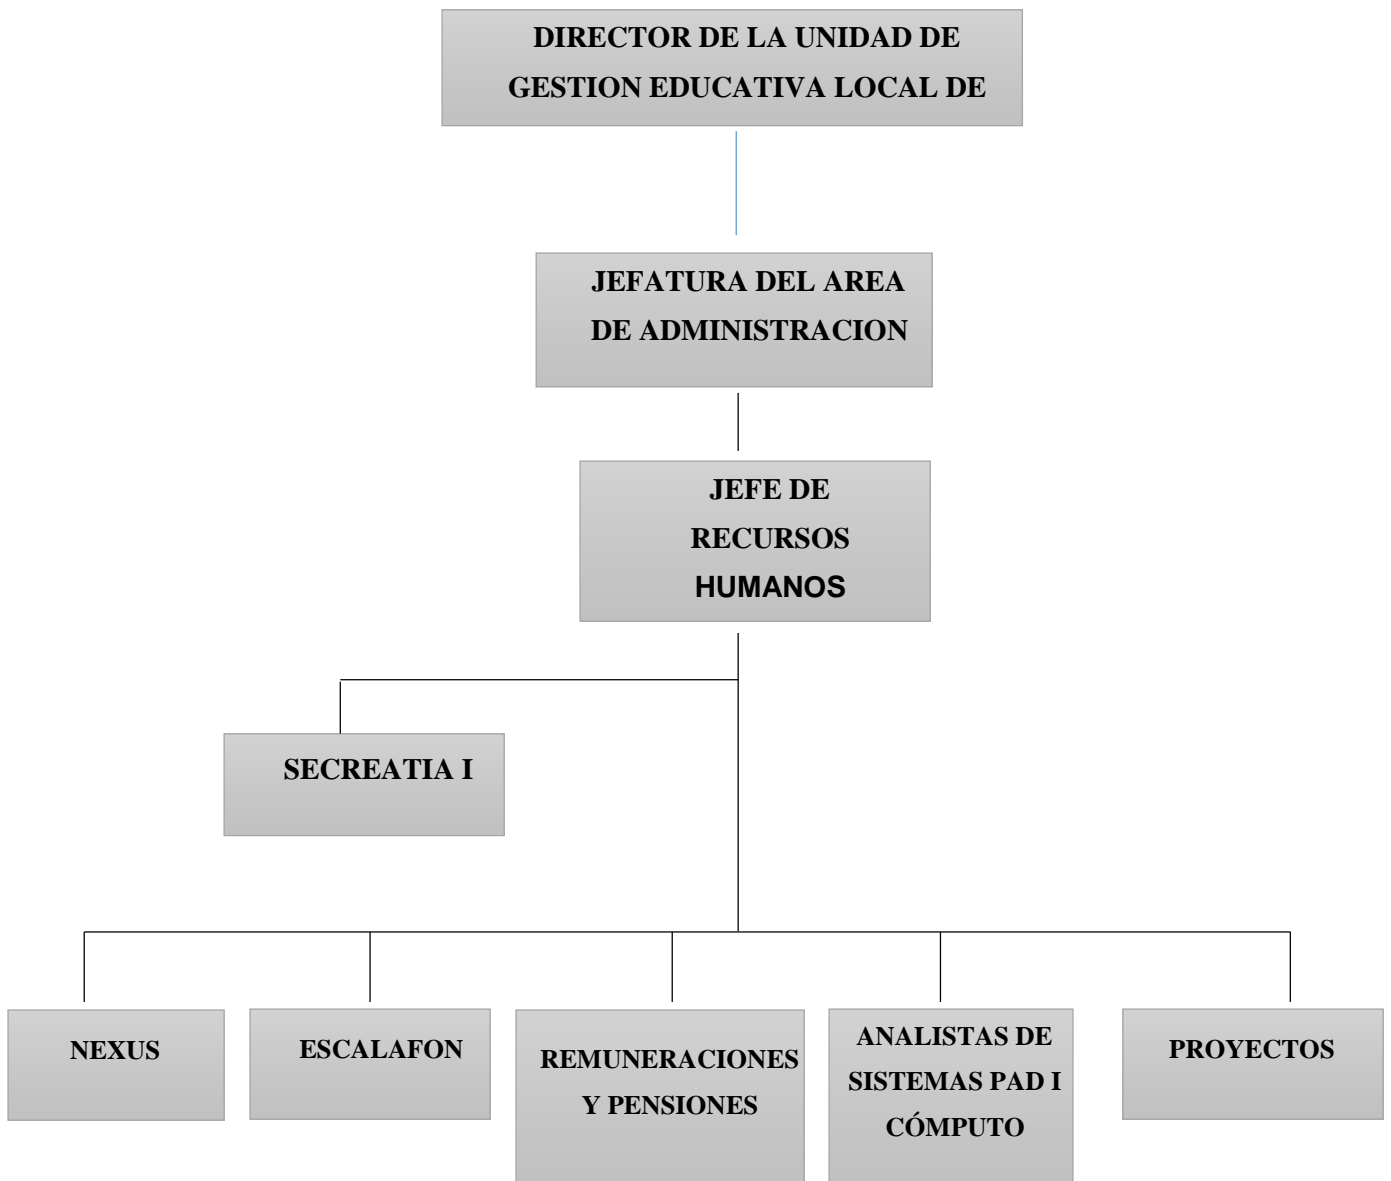 DIRECTOR DE LA UNIDAD DE
GESTION EDUCATIVA LOCAL DE
JEFATURA DEL AREA
DE ADMINISTRACION
JEFE DE
RECURSOS
HUMANOS
SECREATIA I
NEXUS
ESCALAFON
REMUNERACIONES
Y PENSIONES
ANALISTAS DE
SISTEMAS PAD I
CÓMPUTO
PROYECTOS